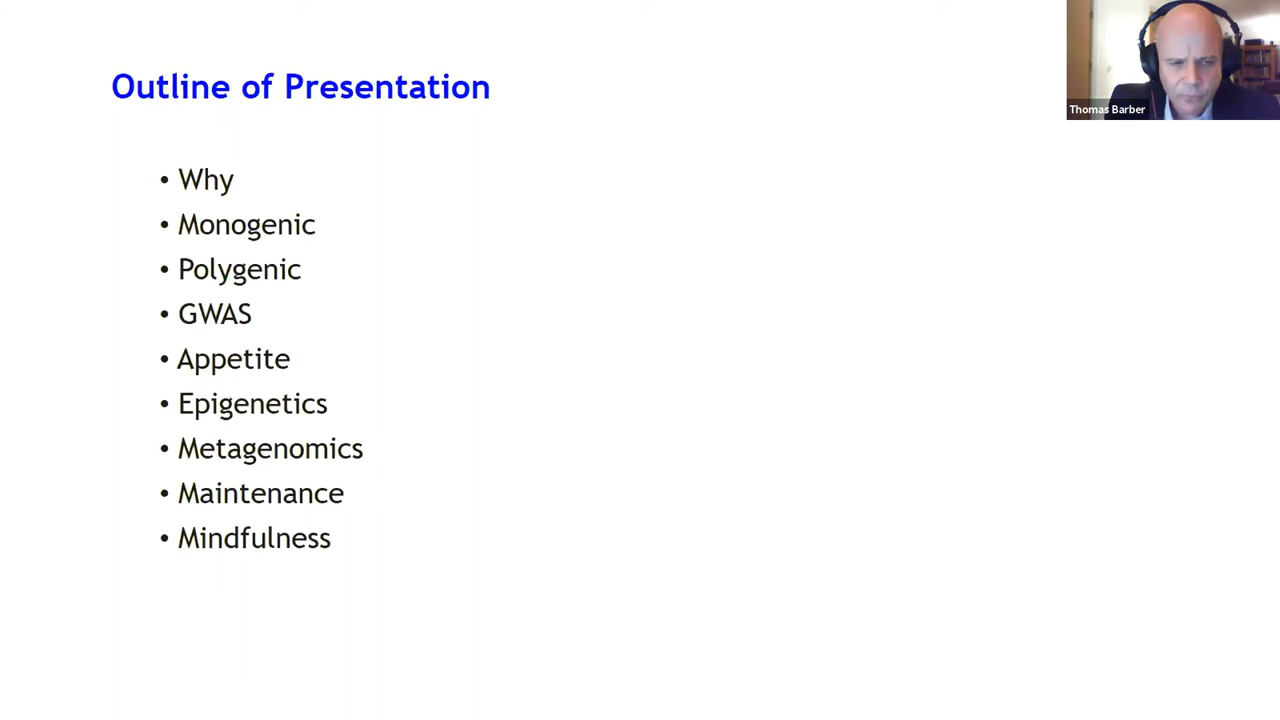 Outline of Presentation
Thomas Barber
• Why
• Monogenic
• Polygenic
• GWAS
• Appetite
• Epigenetics
• Metagenomics
• Maintenance
• Mindfulness